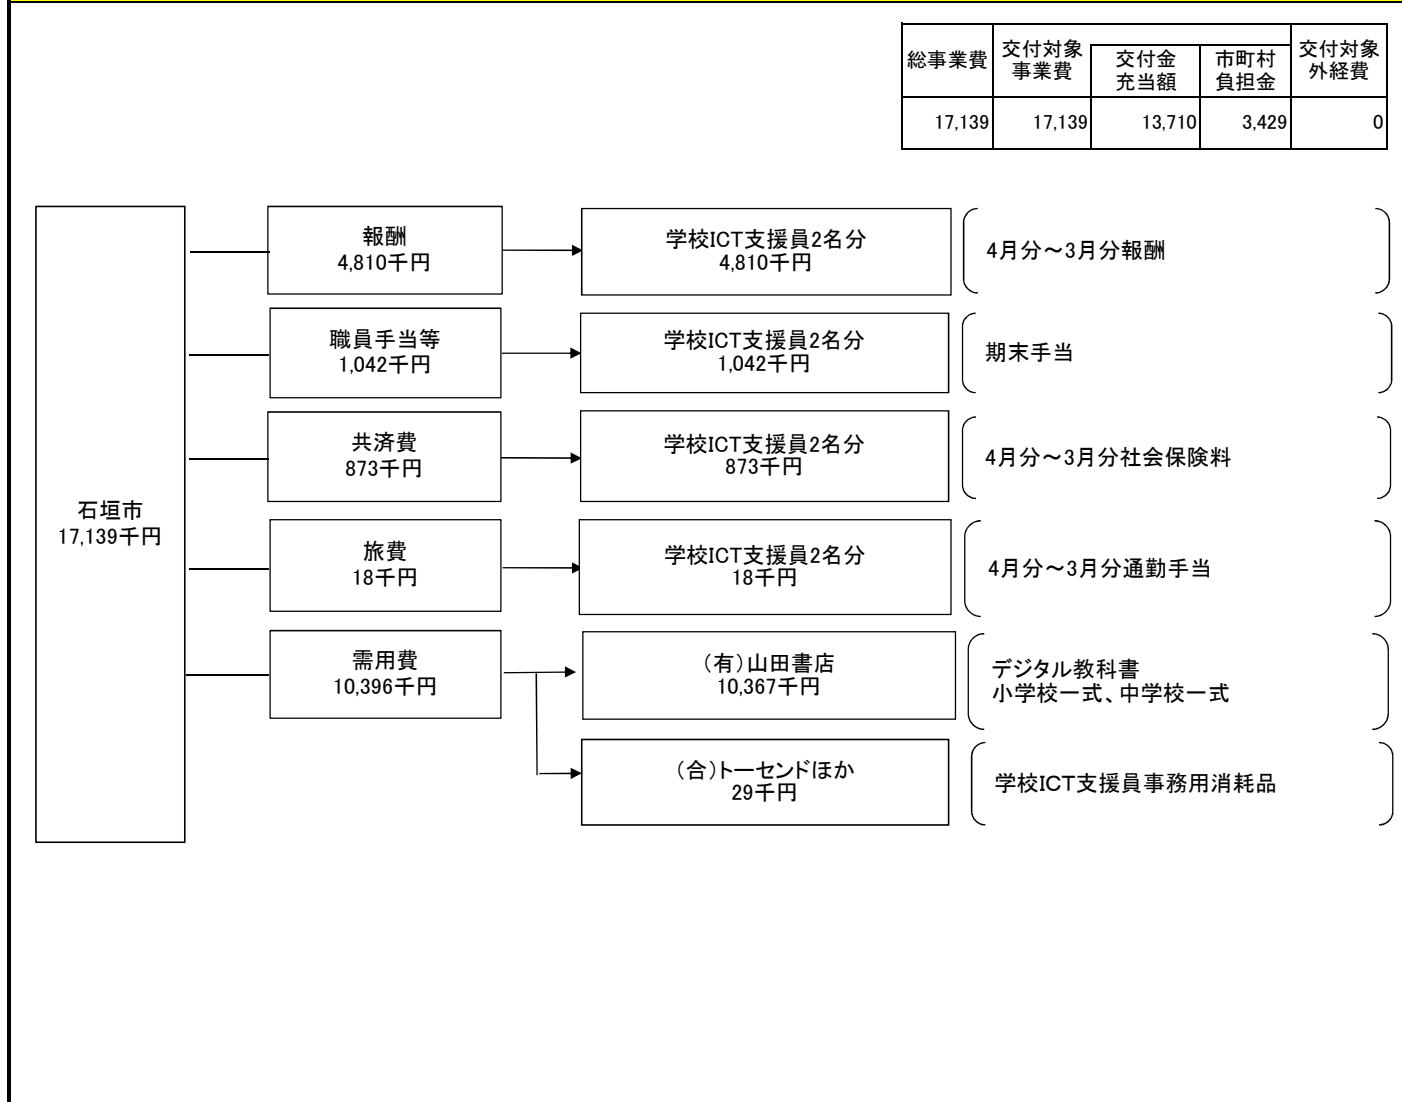 総事業費
交付対象
事業費
交付金
充当額
市町村
負担金
交付対象
外経費
17,139
17,139
13,710
3,429
0
石垣市
17,139千円
報酬
4,810千円
学校ICT支援員2名分
4,810千円
4月分～3月分報酬
職員手当等
1,042千円
学校ICT支援員2名分
1,042千円
期末手当
共済費
873千円
学校ICT支援員2名分
873千円
4月分～3月分社会保険料
旅費
18千円
学校ICT支援員2名分
18千円
4月分～3月分通勤手当
需用費
10,396千円
（有）山田書店
10,367千円
デジタル教科書
小学校一式、中学校一式
（合）トーセンドほか
29千円
学校ICT支援員事務用消耗品